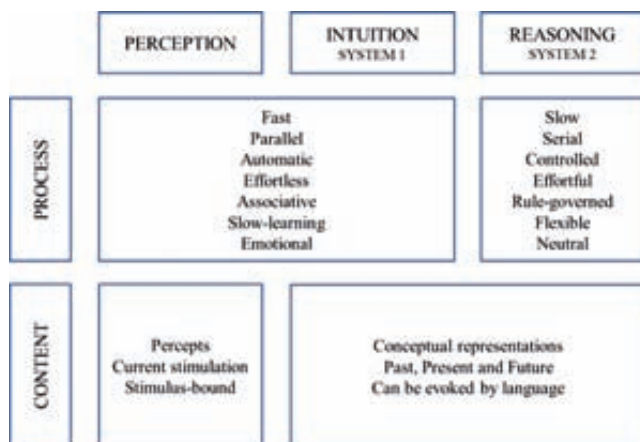 PERCEPTION
INTUITION
SYSTEM 1
REASONING
SYSTEM 2
PROCESS
Fast
Parallel
Automatic
Effortless
Associative
Slow-learning
Emotional
Slow
Serial
Controlled
Effortful
Rule-governed
Flexible
Neutral
CONTENT
Percepts
Current stimulation
Stimulus-bound
Conceptual representations
Past, Present and Future
Can be evoked by language